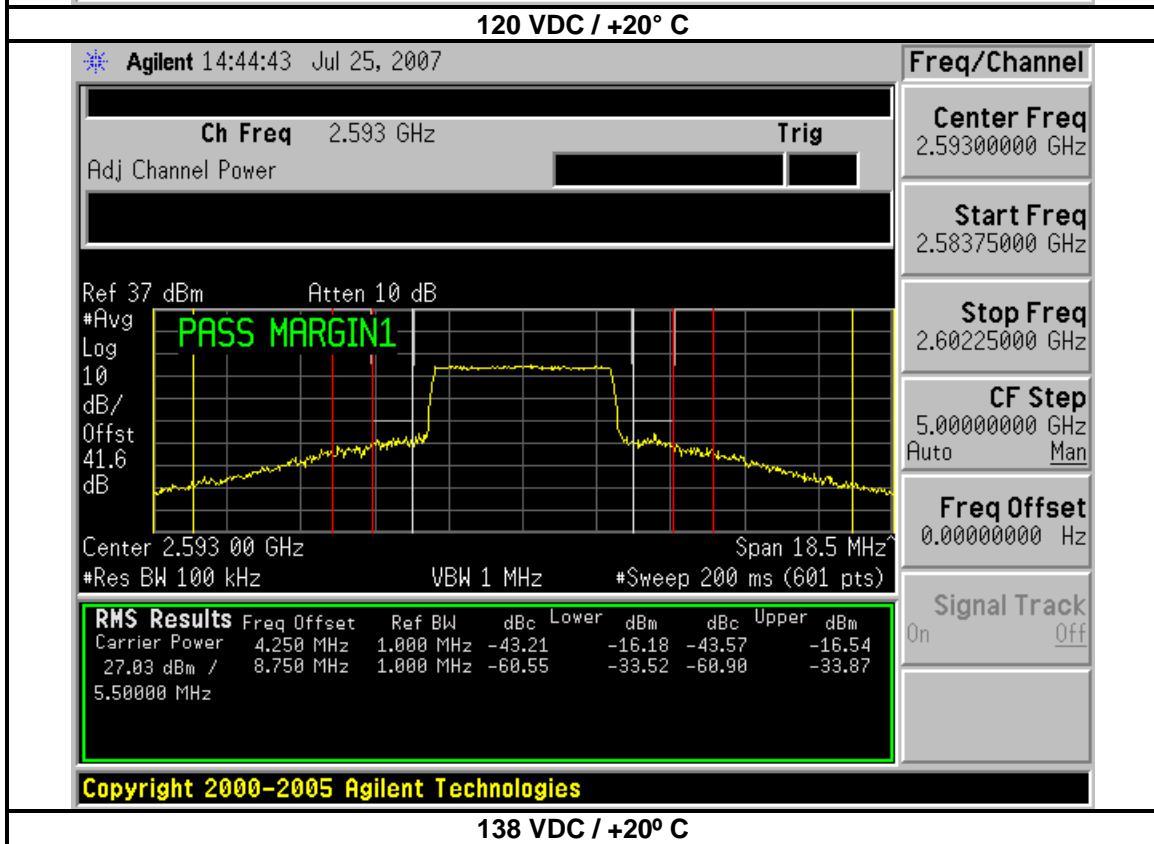 120 VDC / +20° C
Agilent 14:44:43 Jul 25, 2007
Freq/Channel
Ch Freq 2.593 GHz Trig
Adj Channel Power
Center Freq
2.59300000 GHz
Start Freq
2.58375000 GHz
Stop Freq
2.60225000 GHz
CF Step
5.00000000 GHz
Auto Man
Freq Offset
0.00000000 Hz
Signal Track
On Off
Ref 37 dBm Atten 10 dB
#Avg
Log
10
dB/
Offst
41.6
dB
PASS MARGIN1
Center 2.593 00 GHz Span 18.5 MHz^
#Res BW 100 kHz VBW 1 MHz #Sweep 200 ms (601 pts)
RMS Results Freq Offset Ref BW dBc Lower dBm dBc Upper dBm
Carrier Power 4.250 MHz 1.000 MHz -43.21 -16.18 -43.57 -16.54
27.03 dBm / 8.750 MHz 1.000 MHz -60.55 -33.52 -60.90 -33.87
5.50000 MHz
Copyright 2000-2005 Agilent Technologies
138 VDC / +20º C